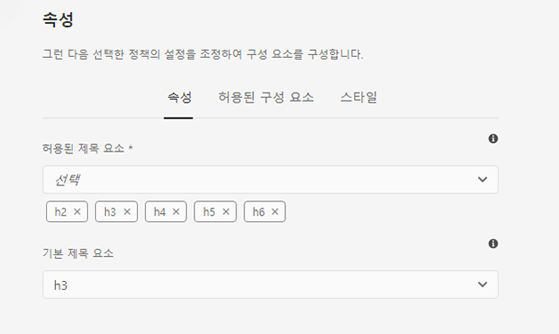 속성
그런 다음 선택한 정책의 설정을 조정하여 구성 요소를 구성합니다.
속성 허용된 구성 요소 스타일
허용된 제목 요소 *
선택
h2 × h3 × h4 × h5 × h6 ×
기본 제목 요소
h3